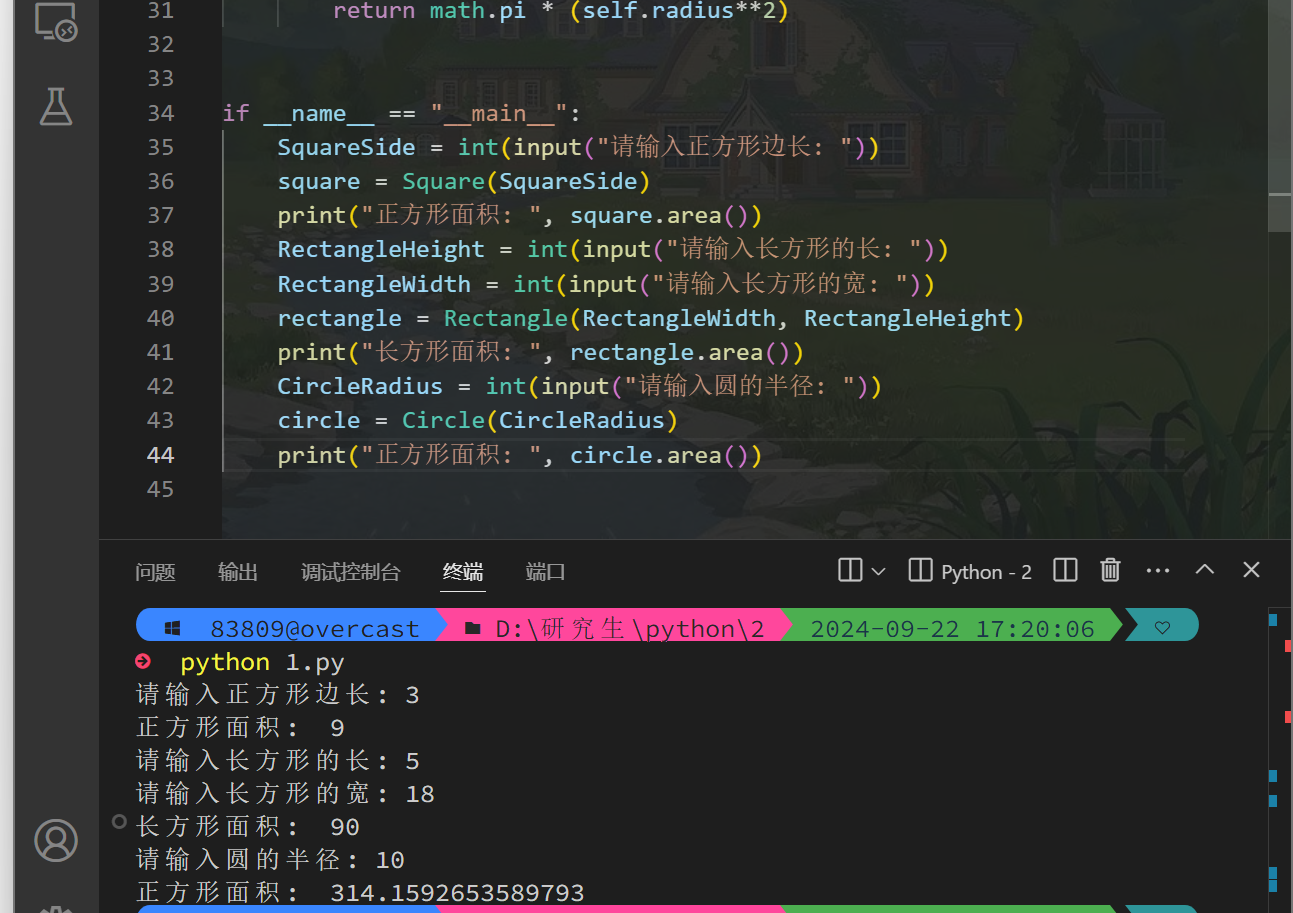 31 return math.pi * (self.radius**2)
32
33
34 if __name__ == "__main__":
35 SquareSide = int(input("请输入正方形边长: "))
36 square = Square(SquareSide)
37 print("正方形面积: ", square.area())
38 RectangleHeight = int(input("请输入长方形的长: "))
39 RectangleWidth = int(input("请输入长方形的宽: "))
40 rectangle = Rectangle(RectangleWidth, RectangleHeight)
41 print("长方形面积: ", rectangle.area())
42 CircleRadius = int(input("请输入圆的半径: "))
43 circle = Circle(CircleRadius)
44 print("正方形面积: ", circle.area())
45
问题 输出 调试控制台 终端 端口 Python - 2
83809@overcast D:\研究生\python\2 2024-09-22 17:20:06
python 1.py
请输入正方形边长: 3
正方形面积: 9
请输入长方形的长: 5
请输入长方形的宽: 18
长方形面积: 90
请输入圆的半径: 10
正方形面积: 314.1592653589793